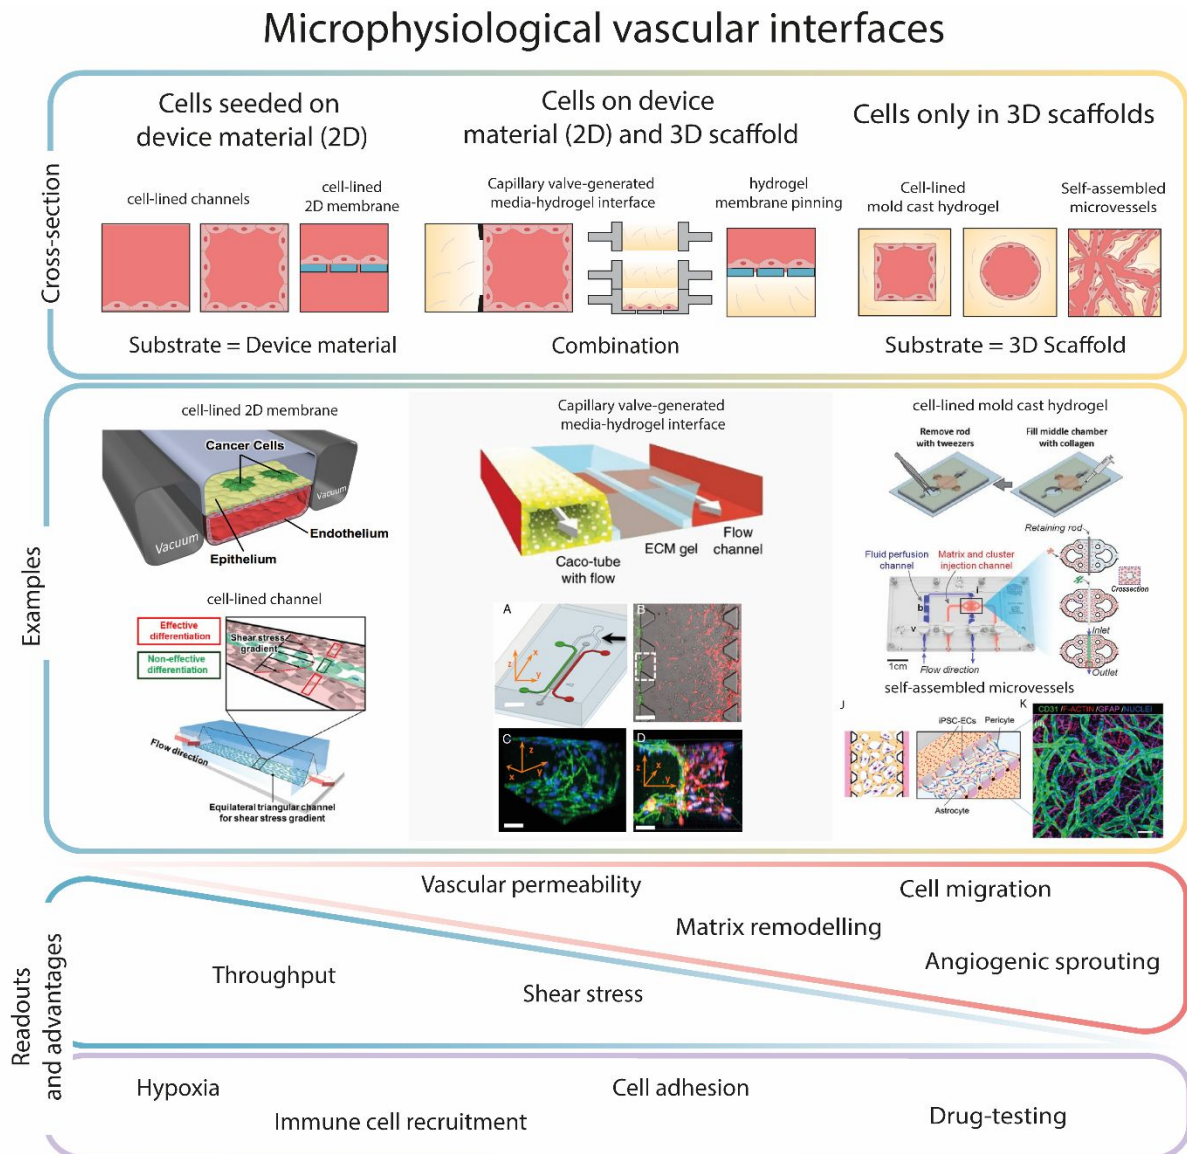 Microphysiological vascular interfaces
Cross-section
Cells seeded on
device material (2D)
Cells on device
material (2D) and 3D scaffold
Cells only in 3D scaffolds
cell-lined channels
cell-lined
2D membrane
Capillary valve-generated
media-hydrogel interface
hydrogel
membrane pinning
Cell-lined
mold cast hydrogel
Self-assembled
microvessels
Substrate = Device material
Combination
Substrate = 3D Scaffold
Examples
cell-lined 2D membrane
Cancer Cells
Vacuum
Vacuum
Endothelium
Epithelium
cell-lined channel
Effective
differentiation
Non-effective
differentiation
Shear stress
gradient
Flow direction
Equilateral triangular channel
for shear stress gradient
Capillary valve-generated
media-hydrogel interface
Flow
channel
ECM gel
Caco-tube
with flow
A
z
x
y
B
C
z
x
y
D
z
x
y
cell-lined mold cast hydrogel
Remove rod
with tweezers
Fill middle chamber
with collagen
Retaining rod
Fluid perfusion
channel
Matrix and cluster
injection channel
Crossection
i
b
v
Inlet
1cm
Flow direction
Outlet
self-assembled microvessels
J
iPSC-ECs
Pericyte
Astrocyte
K
CD31/F-ACTIN/GFAP/NUCLEI
Readouts
and advantages
Vascular permeability
Cell migration
Matrix remodelling
Angiogenic sprouting
Throughput
Shear stress
Hypoxia
Cell adhesion
Immune cell recruitment
Drug-testing